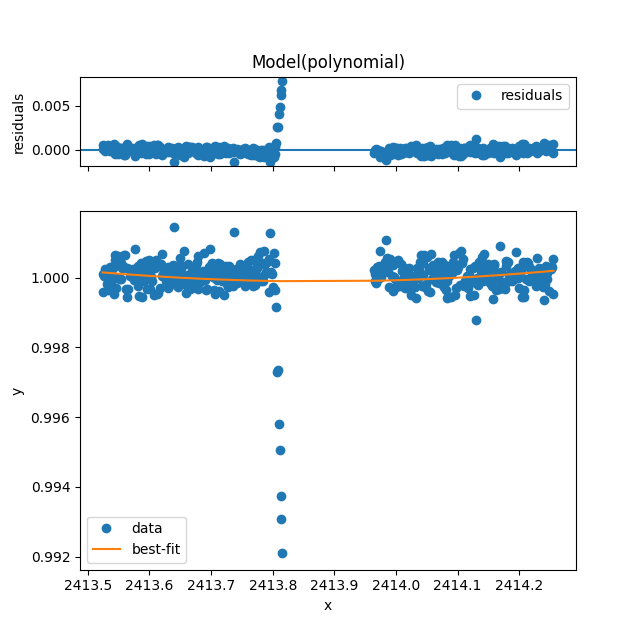 Model(polynomial)
residuals
0.005
0.000
residuals
y
1.000
0.998
0.996
0.994
0.992
data
best-fit
2413.5 2413.6 2413.7 2413.8 2413.9 2414.0 2414.1 2414.2
x